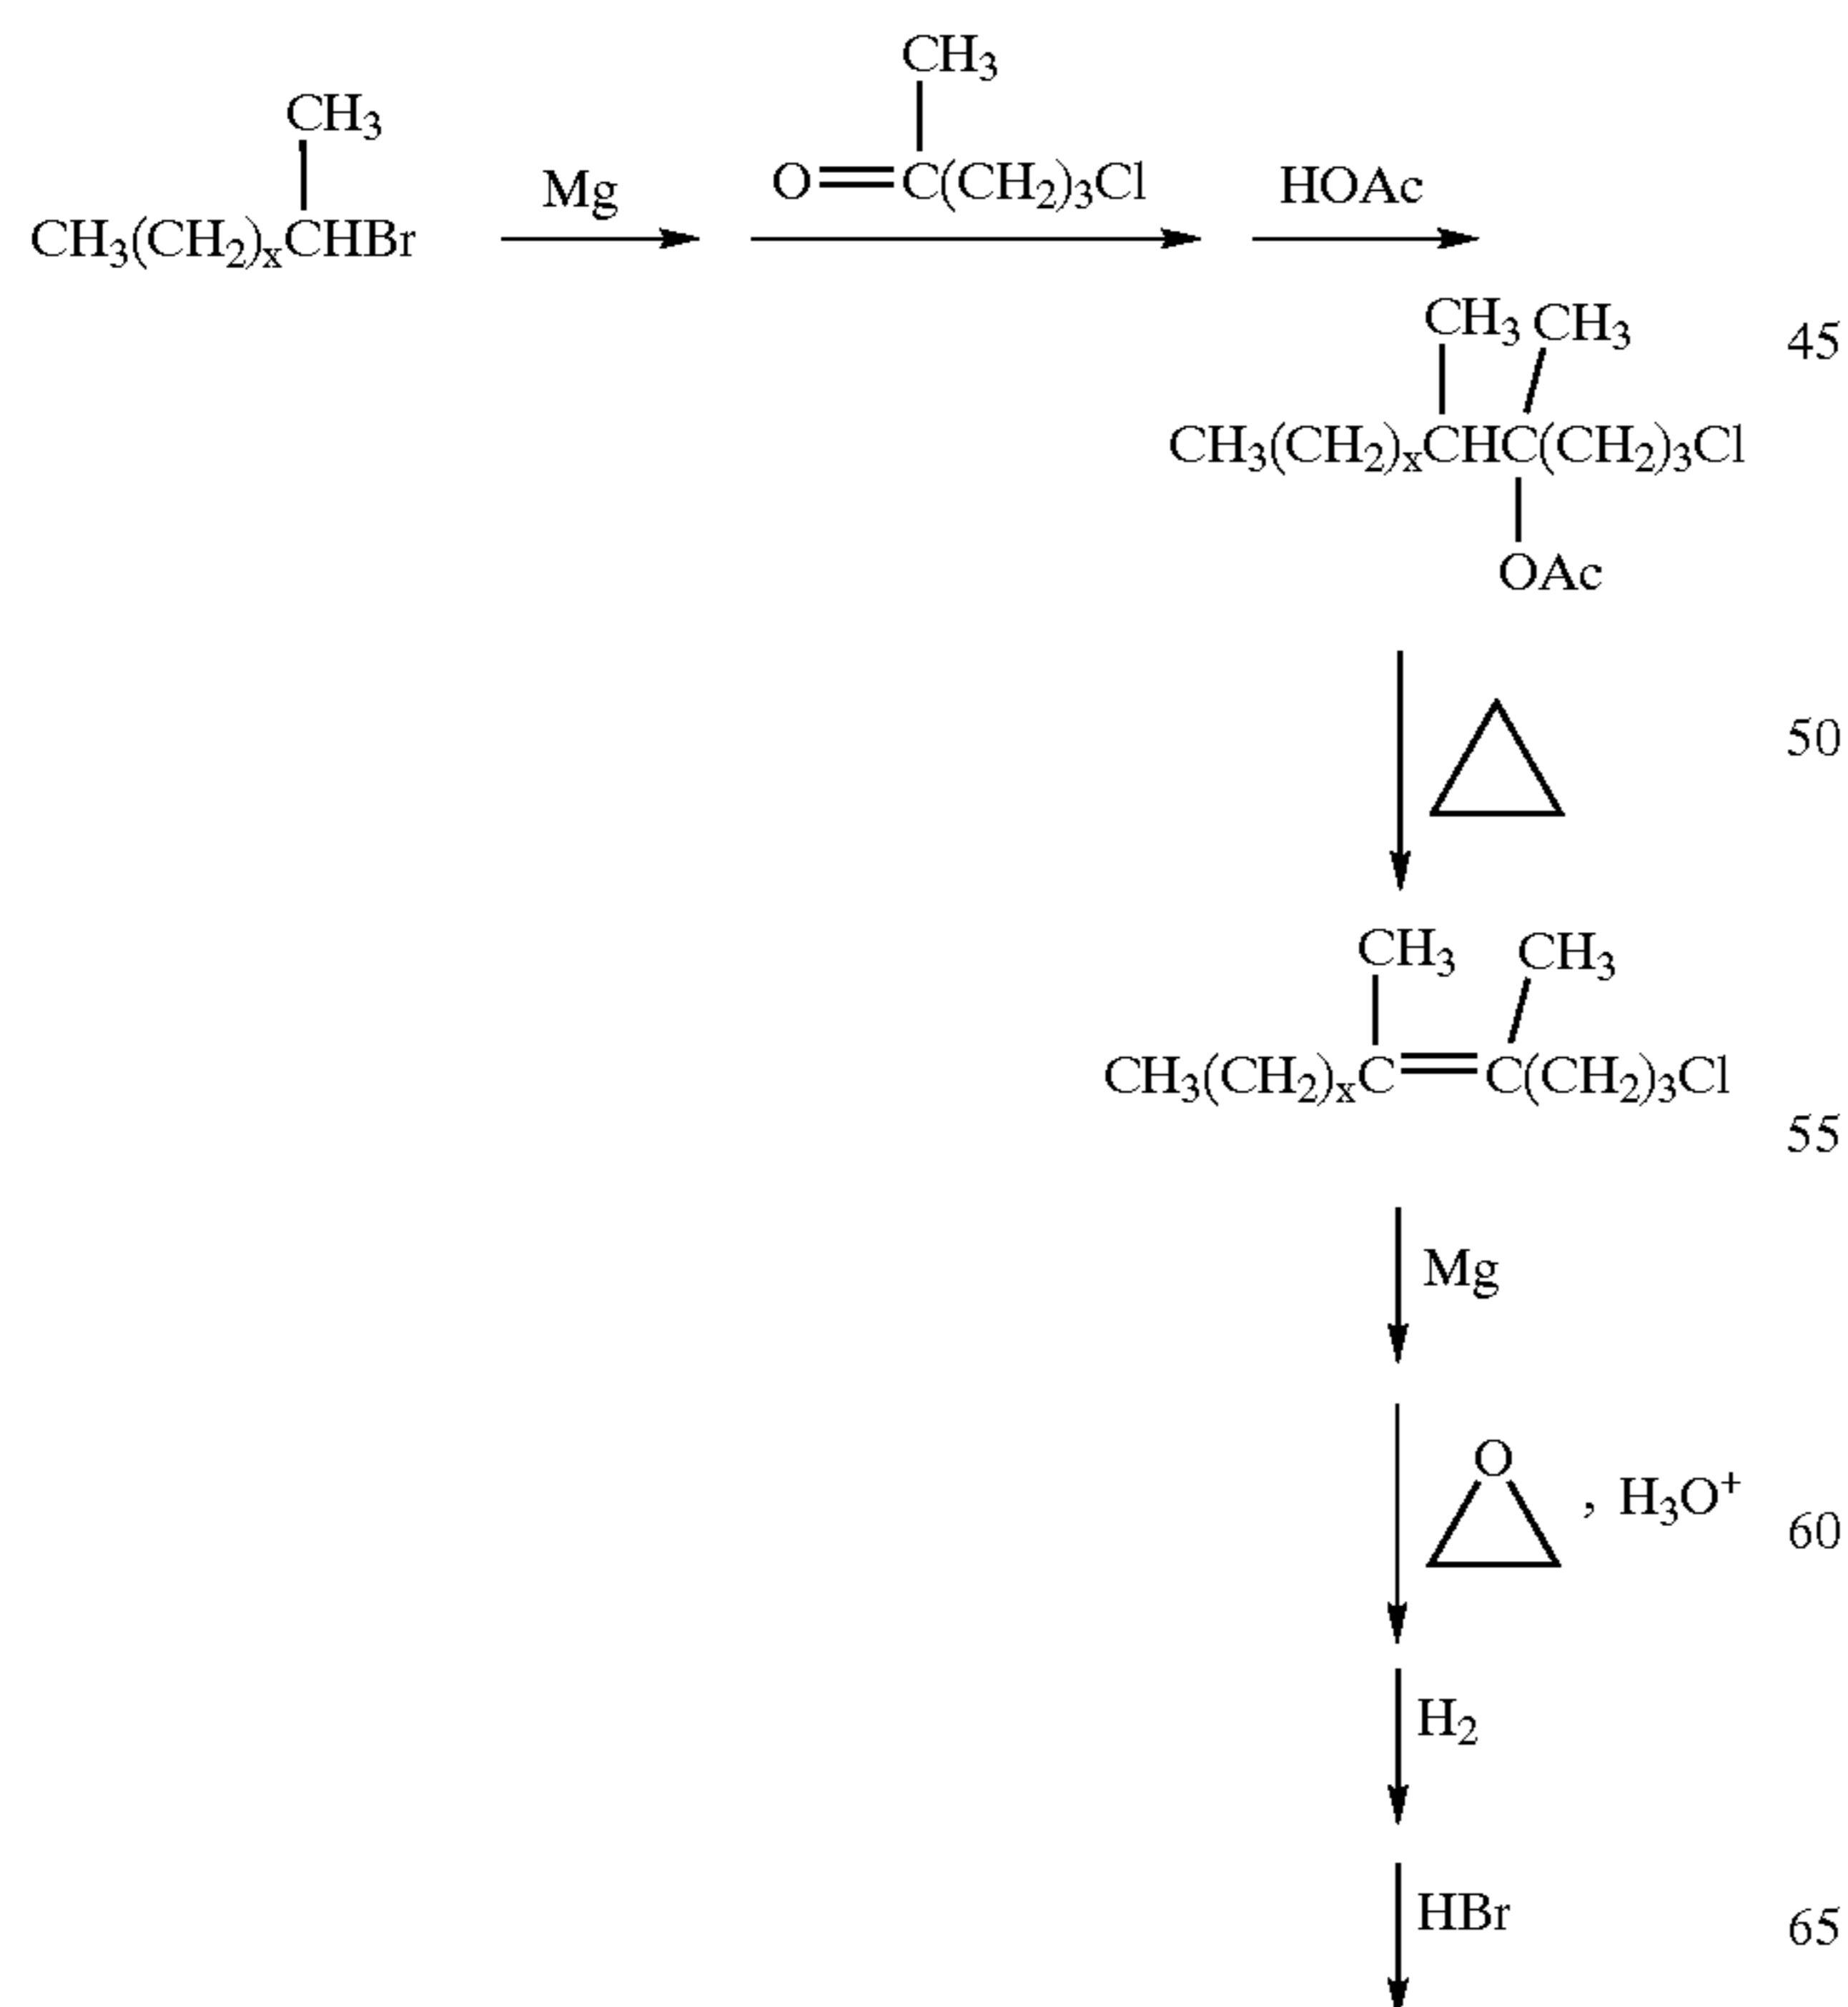 CH₃
CH₃
O=C(CH₂)₃Cl
HOAc
Mg
CH₃(CH₂)ₓCHBr
CH₃ CH₃
45
CH₃(CH₂)ₓCHC(CH₂)₃Cl
OAc
50
CH₃ CH₃
CH₃(CH₂)ₓC=C(CH₂)₃Cl
55
Mg
O
, H₃O⁺
60
H₂
HBr
65